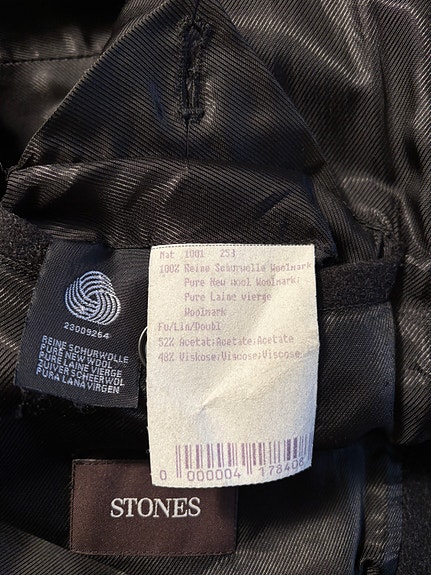 Mat 1001 253
100% Reine Schurwolle Woolmark
Pure New wool Woolmark
Pure Laine vierge
Woolmark
Fu/Lin/Doubl
52% Acetat;Acetate;Acetate
48% Viskose;Viscose;Viscose
0 000004 178408
23009264
REINE SCHURWOLLE
PURE NEW WOOL
PURE LAINE VIERGE
ZUIVER SCHEERWOL
PURA LANA VIRGEN
STONES